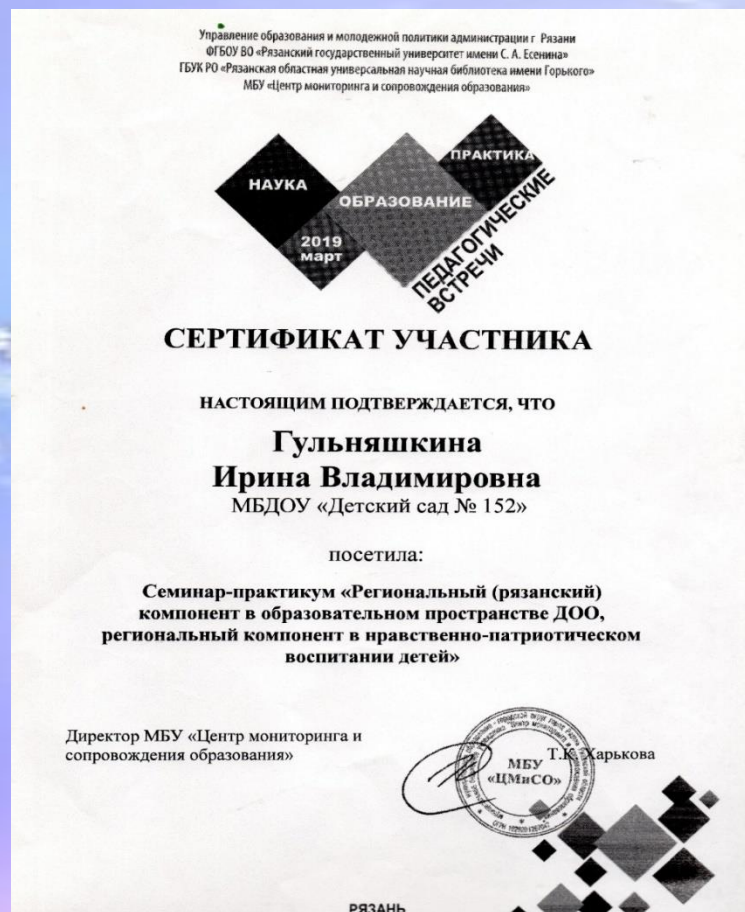 Управление образования и молодежной политики администрации г Рязани
ФГБОУ ВО «Рязанский государственный университет имени С. А. Есенина»
ГБУК РО «Рязанская областная универсальная научная библиотека имени Горького»
МБУ «Центр мониторинга и сопровождения образования»
НАУКА
ОБРАЗОВАНИЕ
ПРАКТИКА
2019
март
ПЕДАГОГИЧЕСКИЕ
ВСТРЕЧИ
СЕРТИФИКАТ УЧАСТНИКА
НАСТОЯЩИМ ПОДТВЕРЖДАЕТСЯ, ЧТО
Гульняшкина
Ирина Владимировна
МБДОУ «Детский сад № 152»
посетила:
Семинар-практикум «Региональный (рязанский)
компонент в образовательном пространстве ДОО,
региональный компонент в нравственно-патриотическом
воспитании детей»
Директор МБУ «Центр мониторинга и
сопровождения образования»
Т.К. Харькова
МБУ
«ЦМиСО»
РЯЗАНЬ